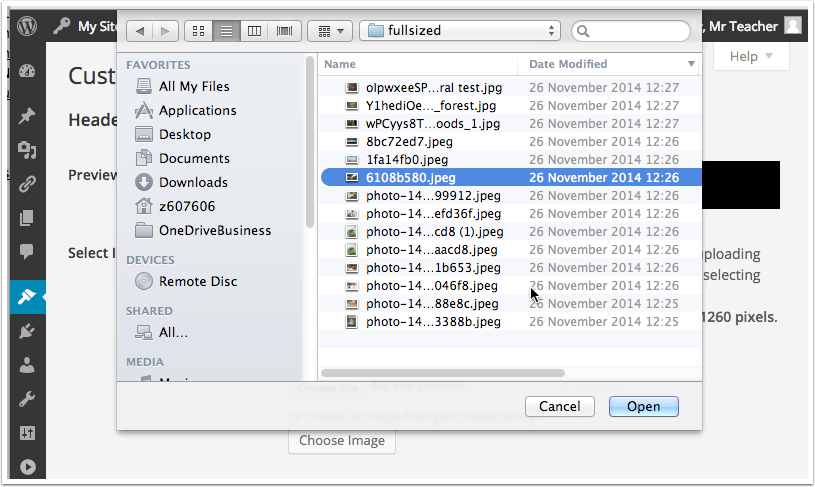 My Sit
fullsized
, Mr Teacher
Help
Cust
Heade
Preview
Select I
FAVORITES
All My Files
Applications
Desktop
Documents
Downloads
z607606
OneDriveBusiness
DEVICES
Remote Disc
SHARED
All...
MEDIA
Name Date Modified
olpwxeeSP...ral test.jpg 26 November 2014 12:27
Y1hediOe..._forest.jpg 26 November 2014 12:27
wPCyys8T...oods_1.jpg 26 November 2014 12:27
8bc72ed7.jpeg 26 November 2014 12:26
1fa14fb0.jpeg 26 November 2014 12:26
6108b580.jpeg 26 November 2014 12:26
photo-14...99912.jpeg 26 November 2014 12:26
photo-14...efd36f.jpeg 26 November 2014 12:26
photo-14...cd8 (1).jpeg 26 November 2014 12:26
photo-14...aacd8.jpeg 26 November 2014 12:26
photo-14...1b653.jpeg 26 November 2014 12:26
photo-14...046f8.jpeg 26 November 2014 12:26
photo-14...88e8c.jpeg 26 November 2014 12:25
photo-14...3388b.jpeg 26 November 2014 12:25
ploading
selecting
1260 pixels.
Choose File No file chosen
Cancel Open
Choose Image